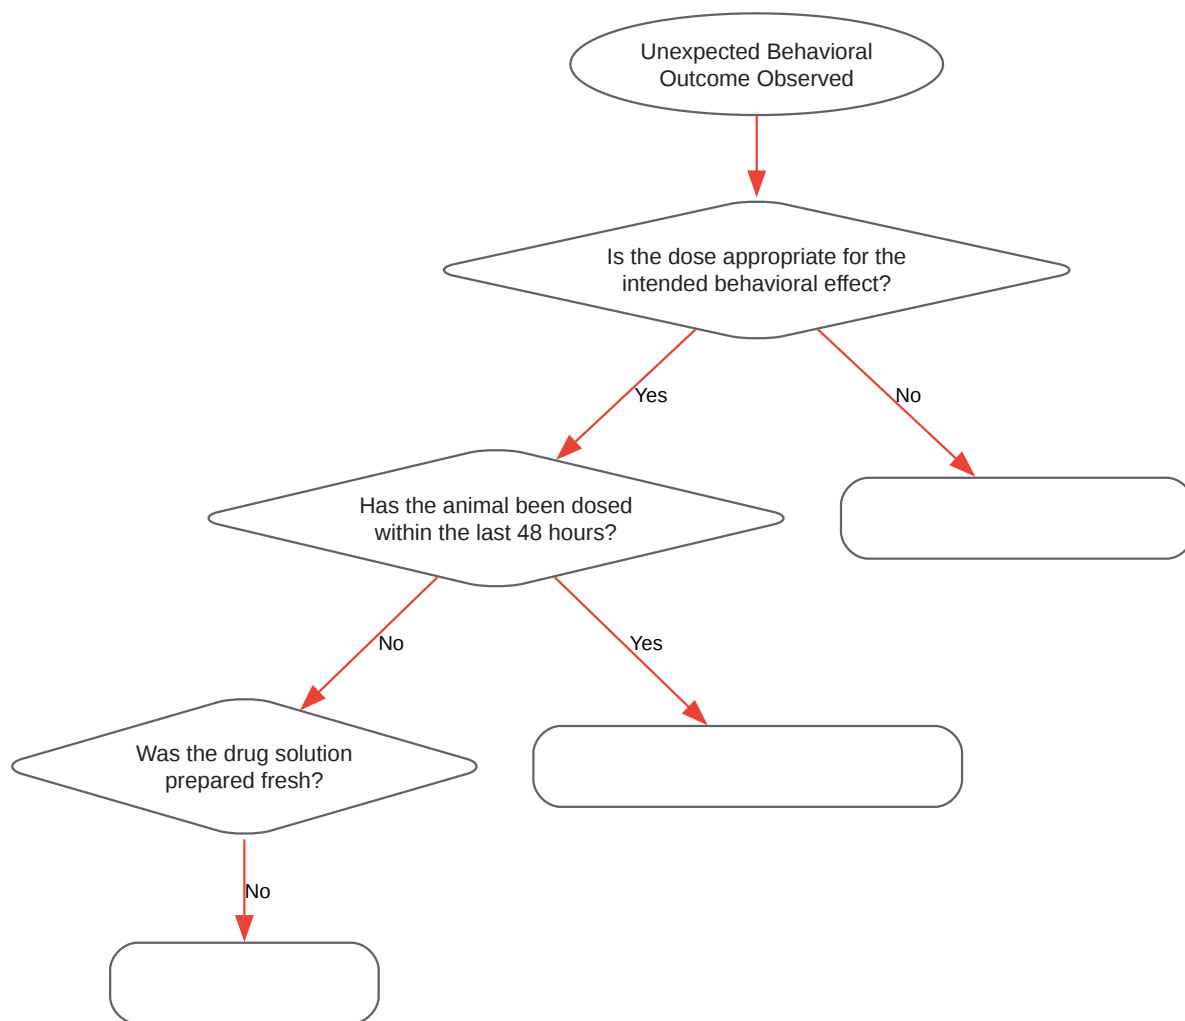 Unexpected Behavioral
Outcome Observed
Is the dose appropriate for the
intended behavioral effect?
Yes
No
Has the animal been dosed
within the last 48 hours?
No
Yes
Was the drug solution
prepared fresh?
No